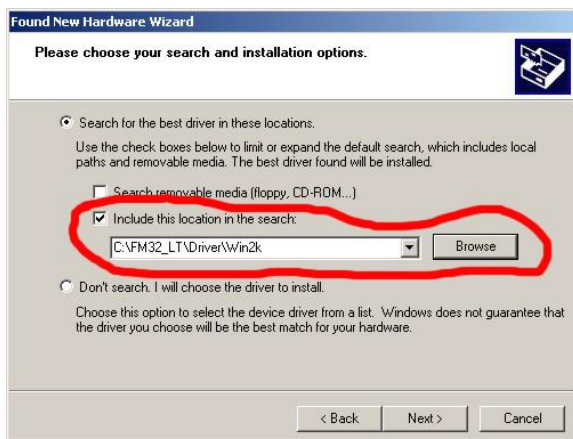 Found New Hardware Wizard
Please choose your search and installation options.
Search for the best driver in these locations.
Use the check boxes below to limit or expand the default search, which includes local
paths and removable media. The best driver found will be installed.
Search removable media (floppy, CD-ROM...)
Include this location in the search:
C:\FM32_LT\Driver\Win2k
Browse
Don't search. I will choose the driver to install.
Choose this option to select the device driver from a list. Windows does not guarantee that
the driver you choose will be the best match for your hardware.
< Back Next > Cancel